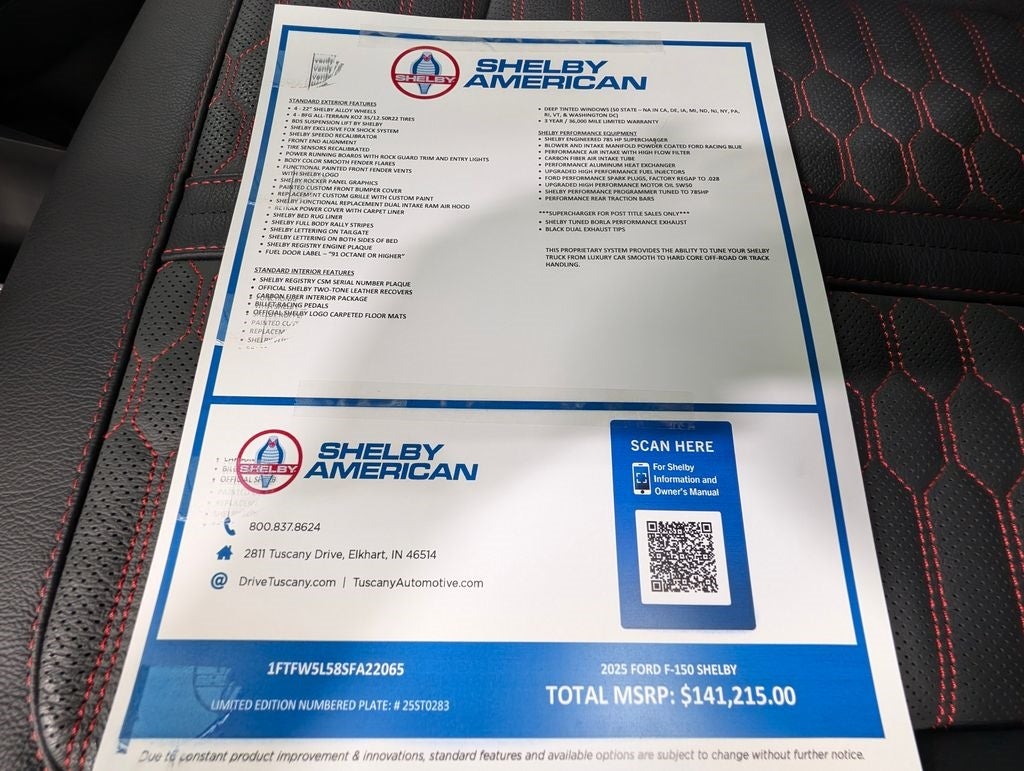 verify
verify
verify
SHELBY
SHELBY
AMERICAN
STANDARD EXTERIOR FEATURES
• 4 - 22" SHELBY ALLOY WHEELS
• 4 - BFG ALL-TERRAIN KO2 35/12.50R22 TIRES
• BDS SUSPENSION LIFT BY SHELBY
• SHELBY EXCLUSIVE FOX SHOCK SYSTEM
• SHELBY SPEEDO RECALIBRATOR
• FRONT END ALIGNMENT
• TIRE SENSORS RECALIBRATED
• POWER RUNNING BOARDS WITH ROCK GUARD TRIM AND ENTRY LIGHTS
• BODY COLOR SMOOTH FENDER FLARES
• FUNCTIONAL PAINTED FRONT FENDER VENTS
WITH SHELBY LOGO
• SHELBY ROCKER PANEL GRAPHICS
• PAINTED CUSTOM FRONT BUMPER COVER
• REPLACEMENT CUSTOM GRILLE WITH CUSTOM PAINT
• SHELBY FUNCTIONAL REPLACEMENT DUAL INTAKE RAM AIR HOOD
• RETRAX POWER COVER WITH CARPET LINER
• SHELBY BED RUG LINER
• SHELBY FULL BODY RALLY STRIPES
• SHELBY LETTERING ON TAILGATE
• SHELBY LETTERING ON BOTH SIDES OF BED
• SHELBY REGISTRY ENGINE PLAQUE
• FUEL DOOR LABEL – "91 OCTANE OR HIGHER"
STANDARD INTERIOR FEATURES
• SHELBY REGISTRY CSM SERIAL NUMBER PLAQUE
• OFFICIAL SHELBY TWO-TONE LEATHER RECOVERS
• CARBON FIBER INTERIOR PACKAGE
• BILLET RACING PEDALS
• OFFICIAL SHELBY LOGO CARPETED FLOOR MATS
• PAINTED
• REPLACEM
• DEEP TINTED WINDOWS (50 STATE – NA IN CA, DE, IA, MI, ND, NJ, NY, PA,
RI, VT, & WASHINGTON DC)
• 3 YEAR / 36,000 MILE LIMITED WARRANTY
SHELBY PERFORMANCE EQUIPMENT
• SHELBY ENGINEERED 785 HP SUPERCHARGER
• BLOWER AND INTAKE MANIFOLD POWDER COATED FORD RACING BLUE
• PERFORMANCE AIR INTAKE WITH HIGH FLOW FILTER
• CARBON FIBER AIR INTAKE TUBE
• PERFORMANCE ALUMINUM HEAT EXCHANGER
• UPGRADED HIGH PERFORMANCE FUEL INJECTORS
• FORD PERFORMANCE SPARK PLUGS, FACTORY REGAP TO .028
• UPGRADED HIGH PERFORMANCE MOTOR OIL 5W50
• SHELBY PERFORMANCE PROGRAMMER TUNED TO 785HP
• PERFORMANCE REAR TRACTION BARS
***SUPERCHARGER FOR POST TITLE SALES ONLY***
• SHELBY TUNED BORLA PERFORMANCE EXHAUST
• BLACK DUAL EXHAUST TIPS
THIS PROPRIETARY SYSTEM PROVIDES THE ABILITY TO TUNE YOUR SHELBY
TRUCK FROM LUXURY CAR SMOOTH TO HARD CORE OFF-ROAD OR TRACK
HANDLING.
SHELBY
SHELBY
AMERICAN
800.837.8624
2811 Tuscany Drive, Elkhart, IN 46514
DriveTuscany.com | TuscanyAutomotive.com
SCAN HERE
For Shelby
Information and
Owner's Manual
1FTFW5L58SFA22065
LIMITED EDITION NUMBERED PLATE: # 25ST0283
2025 FORD F-150 SHELBY
TOTAL MSRP: $141,215.00
Due to constant product improvement & innovations, standard features and available options are subject to change without further notice.